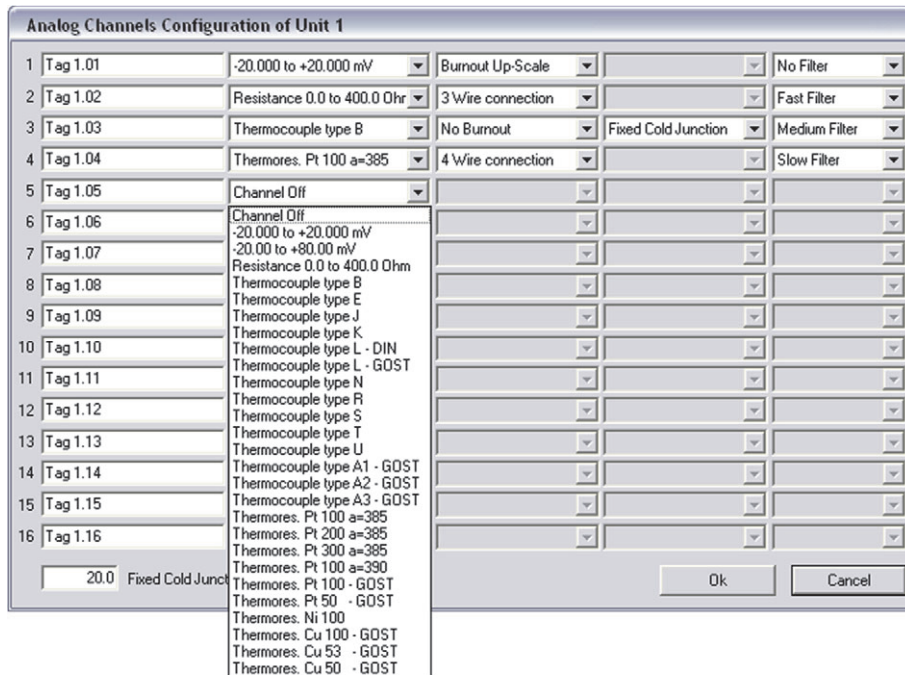 Analog Channels Configuration of Unit 1
1 Tag 1.01 -20.000 to +20.000 mV Burnout Up-Scale No Filter
2 Tag 1.02 Resistance 0.0 to 400.0 Ohr 3 Wire connection Fast Filter
3 Tag 1.03 Thermocouple type B No Burnout Fixed Cold Junction Medium Filter
4 Tag 1.04 Thermores. Pt 100 a=385 4 Wire connection Slow Filter
5 Tag 1.05 Channel Off
6 Tag 1.06
7 Tag 1.07
8 Tag 1.08
9 Tag 1.09
10 Tag 1.10
11 Tag 1.11
12 Tag 1.12
13 Tag 1.13
14 Tag 1.14
15 Tag 1.15
16 Tag 1.16
Channel Off
-20.000 to +20.000 mV
-20.00 to +80.00 mV
Resistance 0.0 to 400.0 Ohm
Thermocouple type B
Thermocouple type E
Thermocouple type J
Thermocouple type K
Thermocouple type L - DIN
Thermocouple type L - GOST
Thermocouple type N
Thermocouple type R
Thermocouple type S
Thermocouple type T
Thermocouple type U
Thermocouple type A1 - GOST
Thermocouple type A2 - GOST
Thermocouple type A3 - GOST
Thermores. Pt 100 a=385
Thermores. Pt 200 a=385
Thermores. Pt 300 a=385
Thermores. Pt 100 a=390
Thermores. Pt 100 - GOST
Thermores. Pt 50 - GOST
Thermores. Ni 100
Thermores. Cu 100 - GOST
Thermores. Cu 53 - GOST
Thermores. Cu 50 - GOST
20.0 Fixed Cold Junct
Ok Cancel